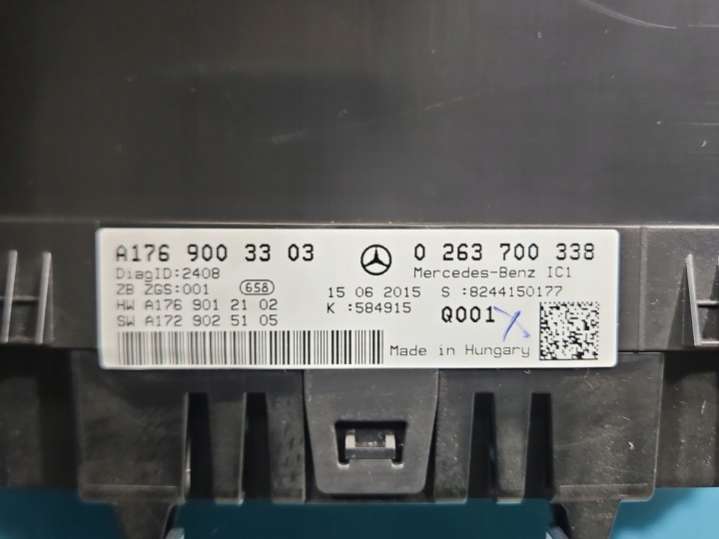 A176 900 33 03
0 263 700 338
DiagID:2408
Mercedes-Benz IC1
ZB ZGS:001
658
15 06 2015
S :8244150177
HW A176 901 21 02
K :584915
Q001
SW A172 902 51 05
Made in Hungary